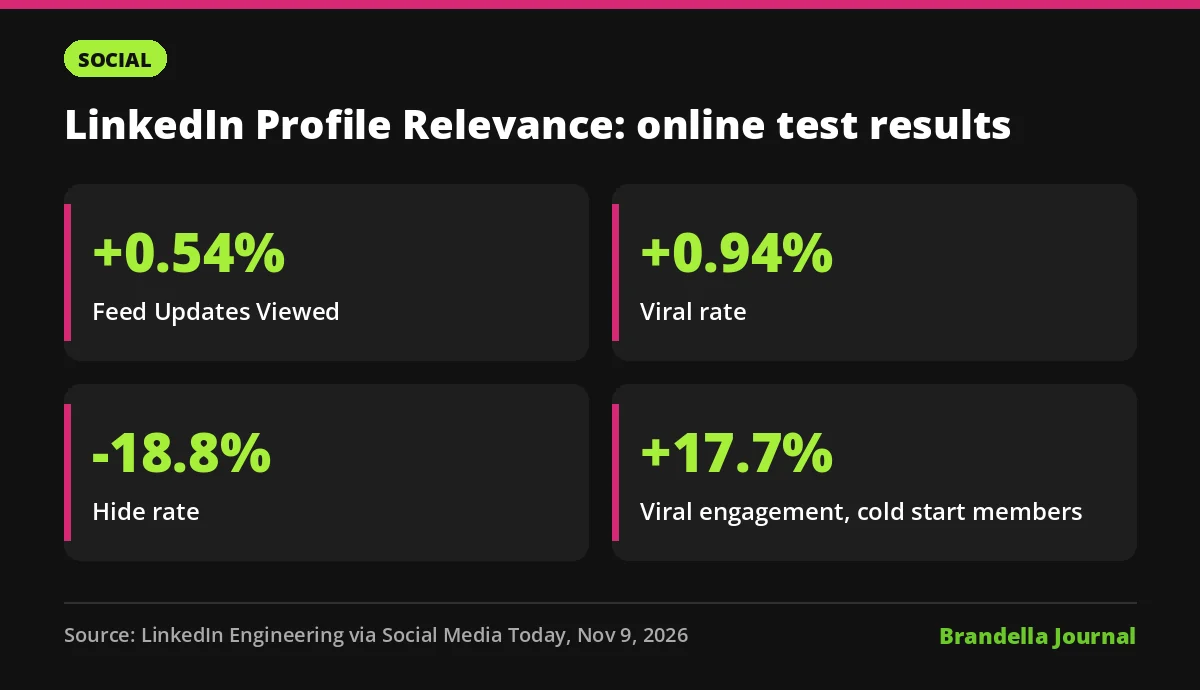 SOCIAL
LinkedIn Profile Relevance: online test results
+0.54%
Feed Updates Viewed
+0.94%
Viral rate
-18.8%
Hide rate
+17.7%
Viral engagement, cold start members
Source: LinkedIn Engineering via Social Media Today, Nov 9, 2026
Brandella Journal